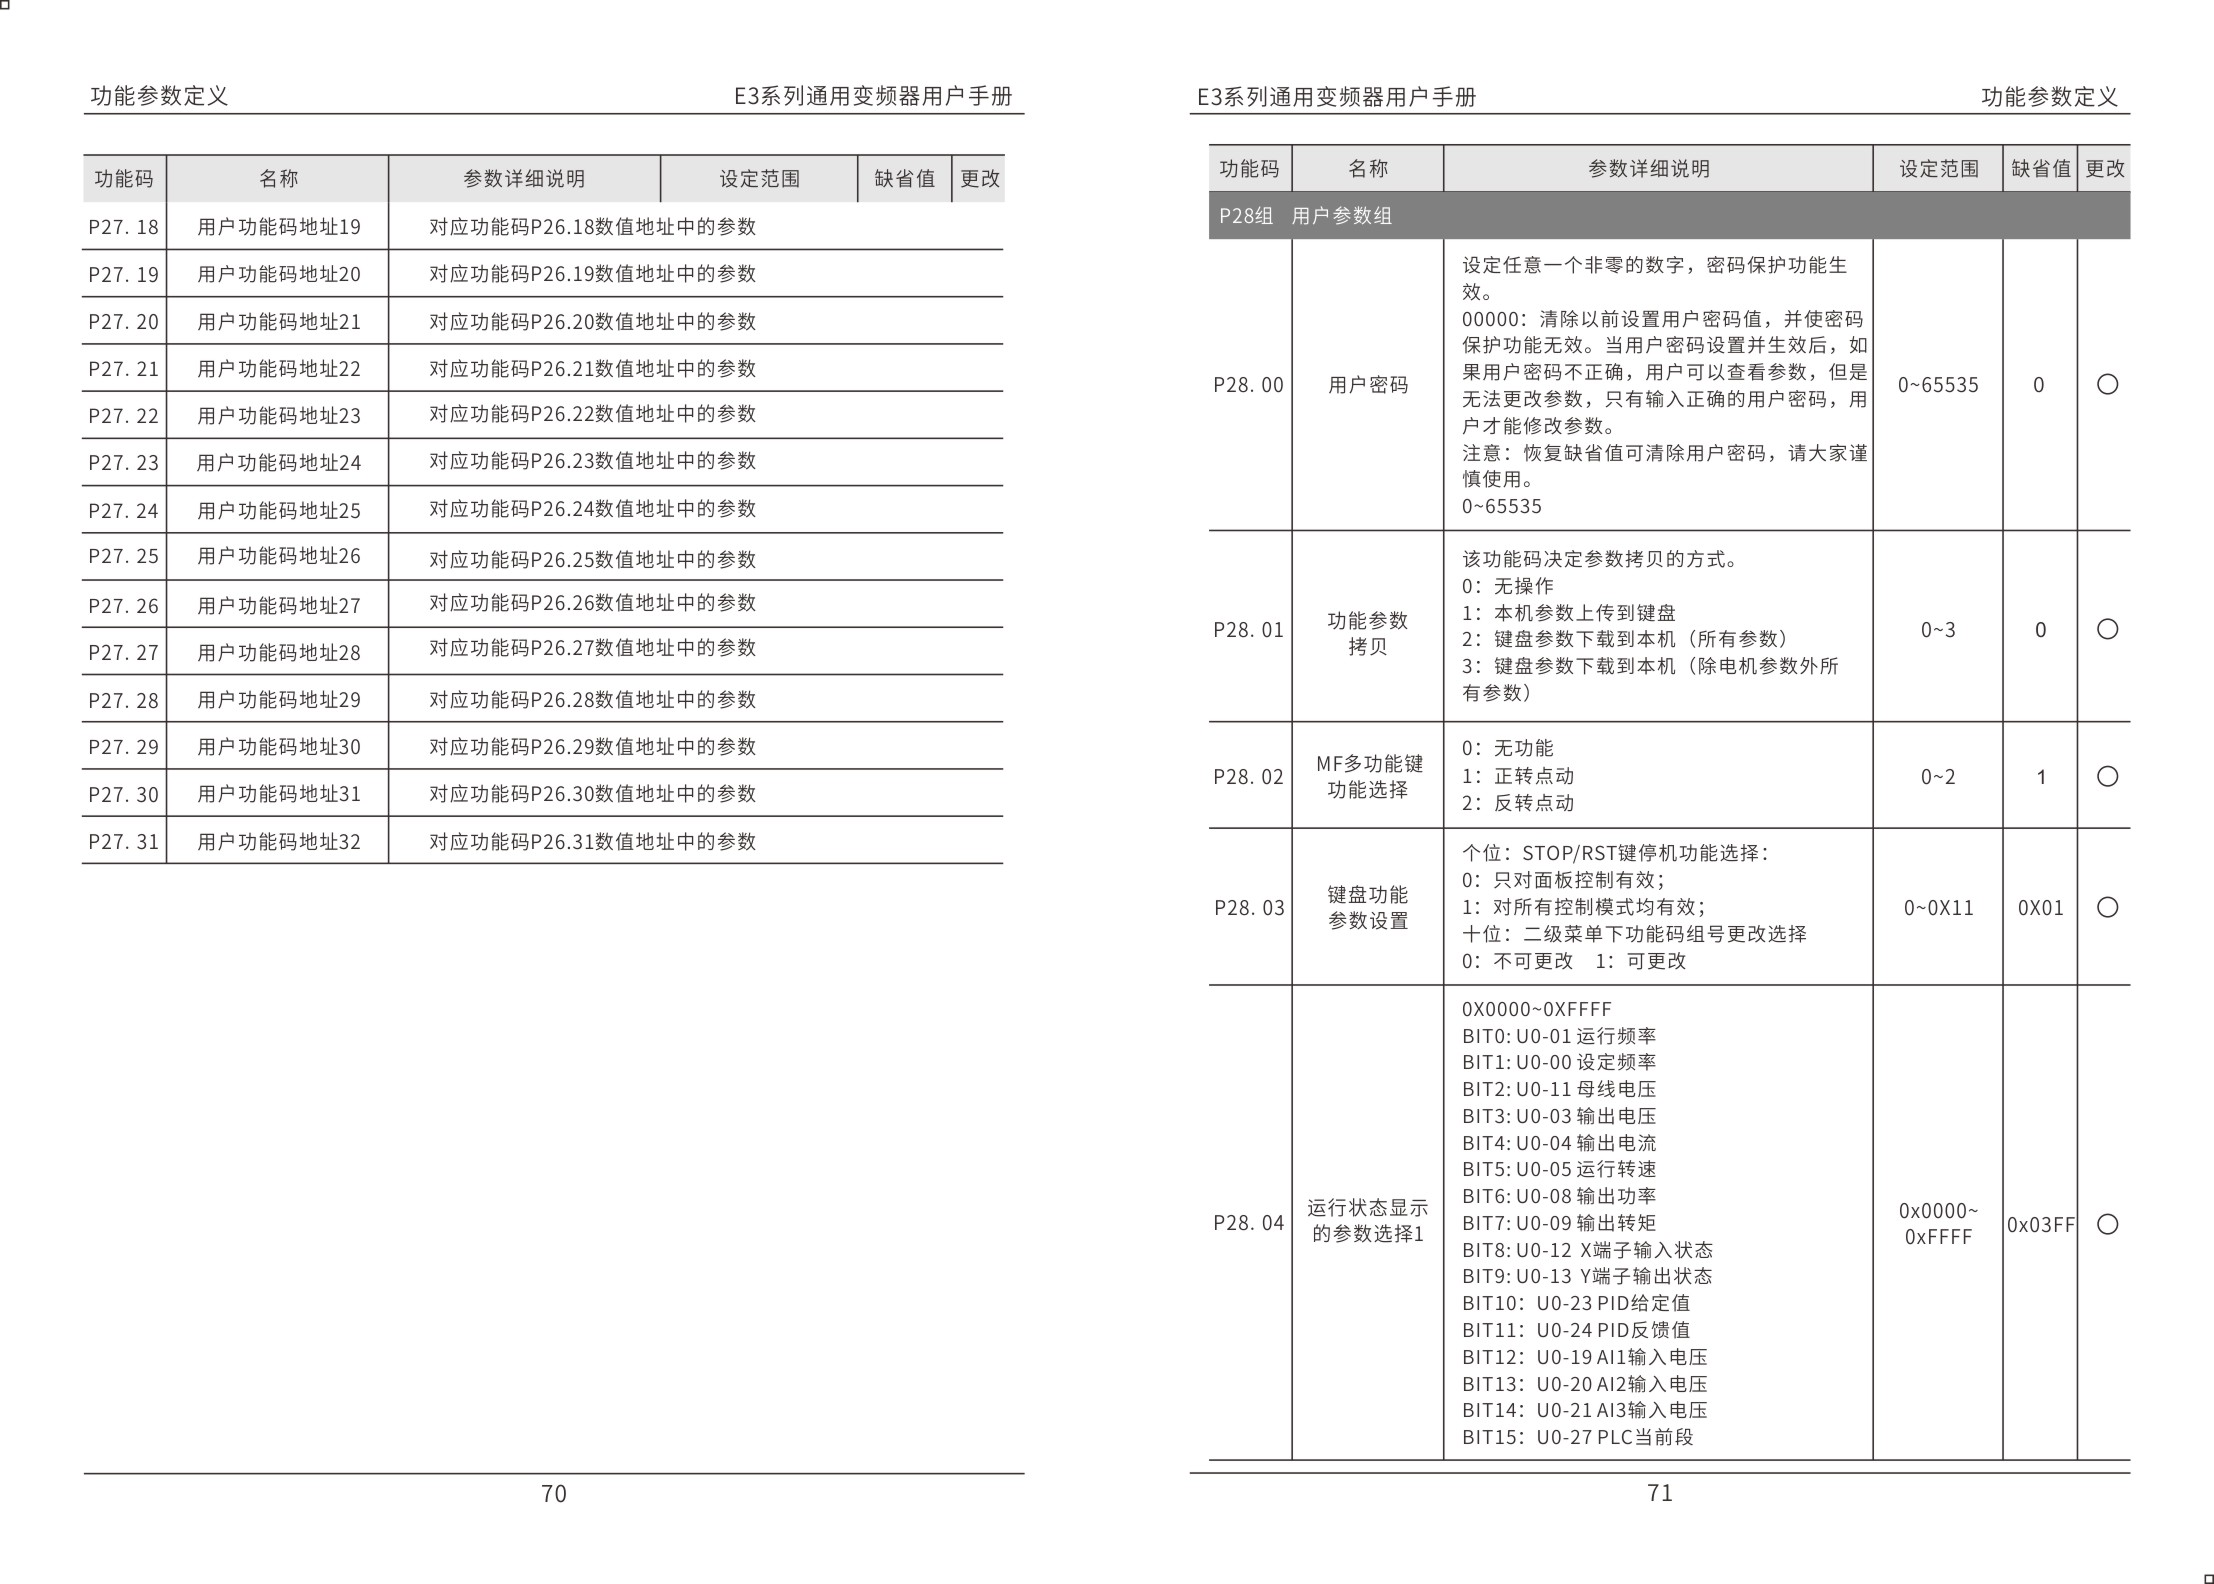 功能参数定义
E3系列通用变频器用户手册
功能码 名称 参数详细说明 设定范围 缺省值 更改
P27. 18 用户功能码地址19 对应功能码P26.18数值地址中的参数
P27. 19 用户功能码地址20 对应功能码P26.19数值地址中的参数
P27. 20 用户功能码地址21 对应功能码P26.20数值地址中的参数
P27. 21 用户功能码地址22 对应功能码P26.21数值地址中的参数
P27. 22 用户功能码地址23 对应功能码P26.22数值地址中的参数
P27. 23 用户功能码地址24 对应功能码P26.23数值地址中的参数
P27. 24 用户功能码地址25 对应功能码P26.24数值地址中的参数
P27. 25 用户功能码地址26 对应功能码P26.25数值地址中的参数
P27. 26 用户功能码地址27 对应功能码P26.26数值地址中的参数
P27. 27 用户功能码地址28 对应功能码P26.27数值地址中的参数
P27. 28 用户功能码地址29 对应功能码P26.28数值地址中的参数
P27. 29 用户功能码地址30 对应功能码P26.29数值地址中的参数
P27. 30 用户功能码地址31 对应功能码P26.30数值地址中的参数
P27. 31 用户功能码地址32 对应功能码P26.31数值地址中的参数
70
E3系列通用变频器用户手册
功能参数定义
功能码 名称 参数详细说明 设定范围 缺省值 更改
P28组 用户参数组
P28. 00
用户密码
设定任意一个非零的数字，密码保护功能生
效。
00000：清除以前设置用户密码值，并使密码
保护功能无效。当用户密码设置并生效后，如
果用户密码不正确，用户可以查看参数，但是
无法更改参数，只有输入正确的用户密码，用
户才能修改参数。
注意：恢复缺省值可清除用户密码，请大家谨
慎使用。
0~65535
0~65535
0
○
P28. 01
功能参数
拷贝
该功能码决定参数拷贝的方式。
0：无操作
1：本机参数上传到键盘
2：键盘参数下载到本机（所有参数）
3：键盘参数下载到本机（除电机参数外所
有参数）
0~3
0
○
P28. 02
MF多功能键
功能选择
0：无功能
1：正转点动
2：反转点动
0~2
1
○
P28. 03
键盘功能
参数设置
个位：STOP/RST键停机功能选择：
0：只对面板控制有效；
1：对所有控制模式均有效；
十位：二级菜单下功能码组号更改选择
0：不可更改 1：可更改
0~0X11
0X01
○
P28. 04
运行状态显示
的参数选择1
0X0000~0XFFFF
BIT0: U0-01 运行频率
BIT1: U0-00 设定频率
BIT2: U0-11 母线电压
BIT3: U0-03 输出电压
BIT4: U0-04 输出电流
BIT5: U0-05 运行转速
BIT6: U0-08 输出功率
BIT7: U0-09 输出转矩
BIT8: U0-12 X端子输入状态
BIT9: U0-13 Y端子输出状态
BIT10：U0-23 PID给定值
BIT11：U0-24 PID反馈值
BIT12：U0-19 AI1输入电压
BIT13：U0-20 AI2输入电压
BIT14：U0-21 AI3输入电压
BIT15：U0-27 PLC当前段
0x0000~
0xFFFF
0x03FF
○
71